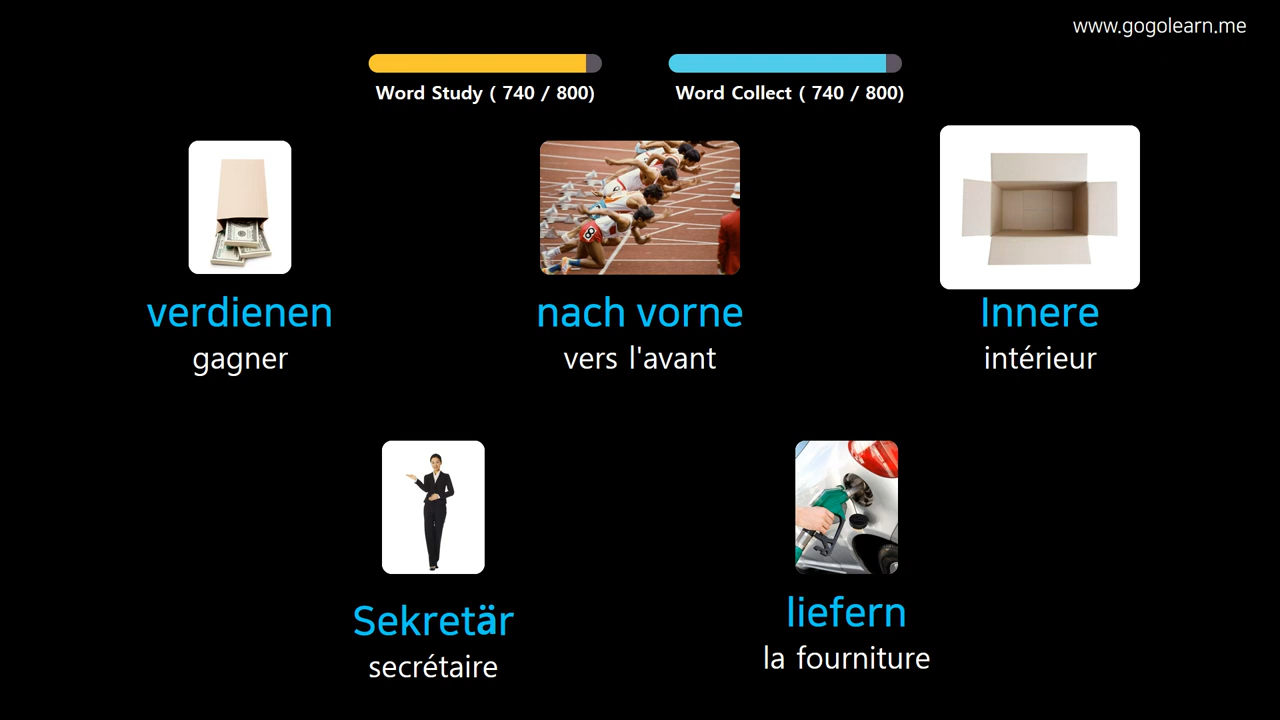 www.gogolearn.me
Word Study ( 740 / 800)
Word Collect ( 740 / 800)
verdienen
gagner
nach vorne
vers l'avant
Innere
intérieur
8
Sekretär
secrétaire
liefern
la fourniture